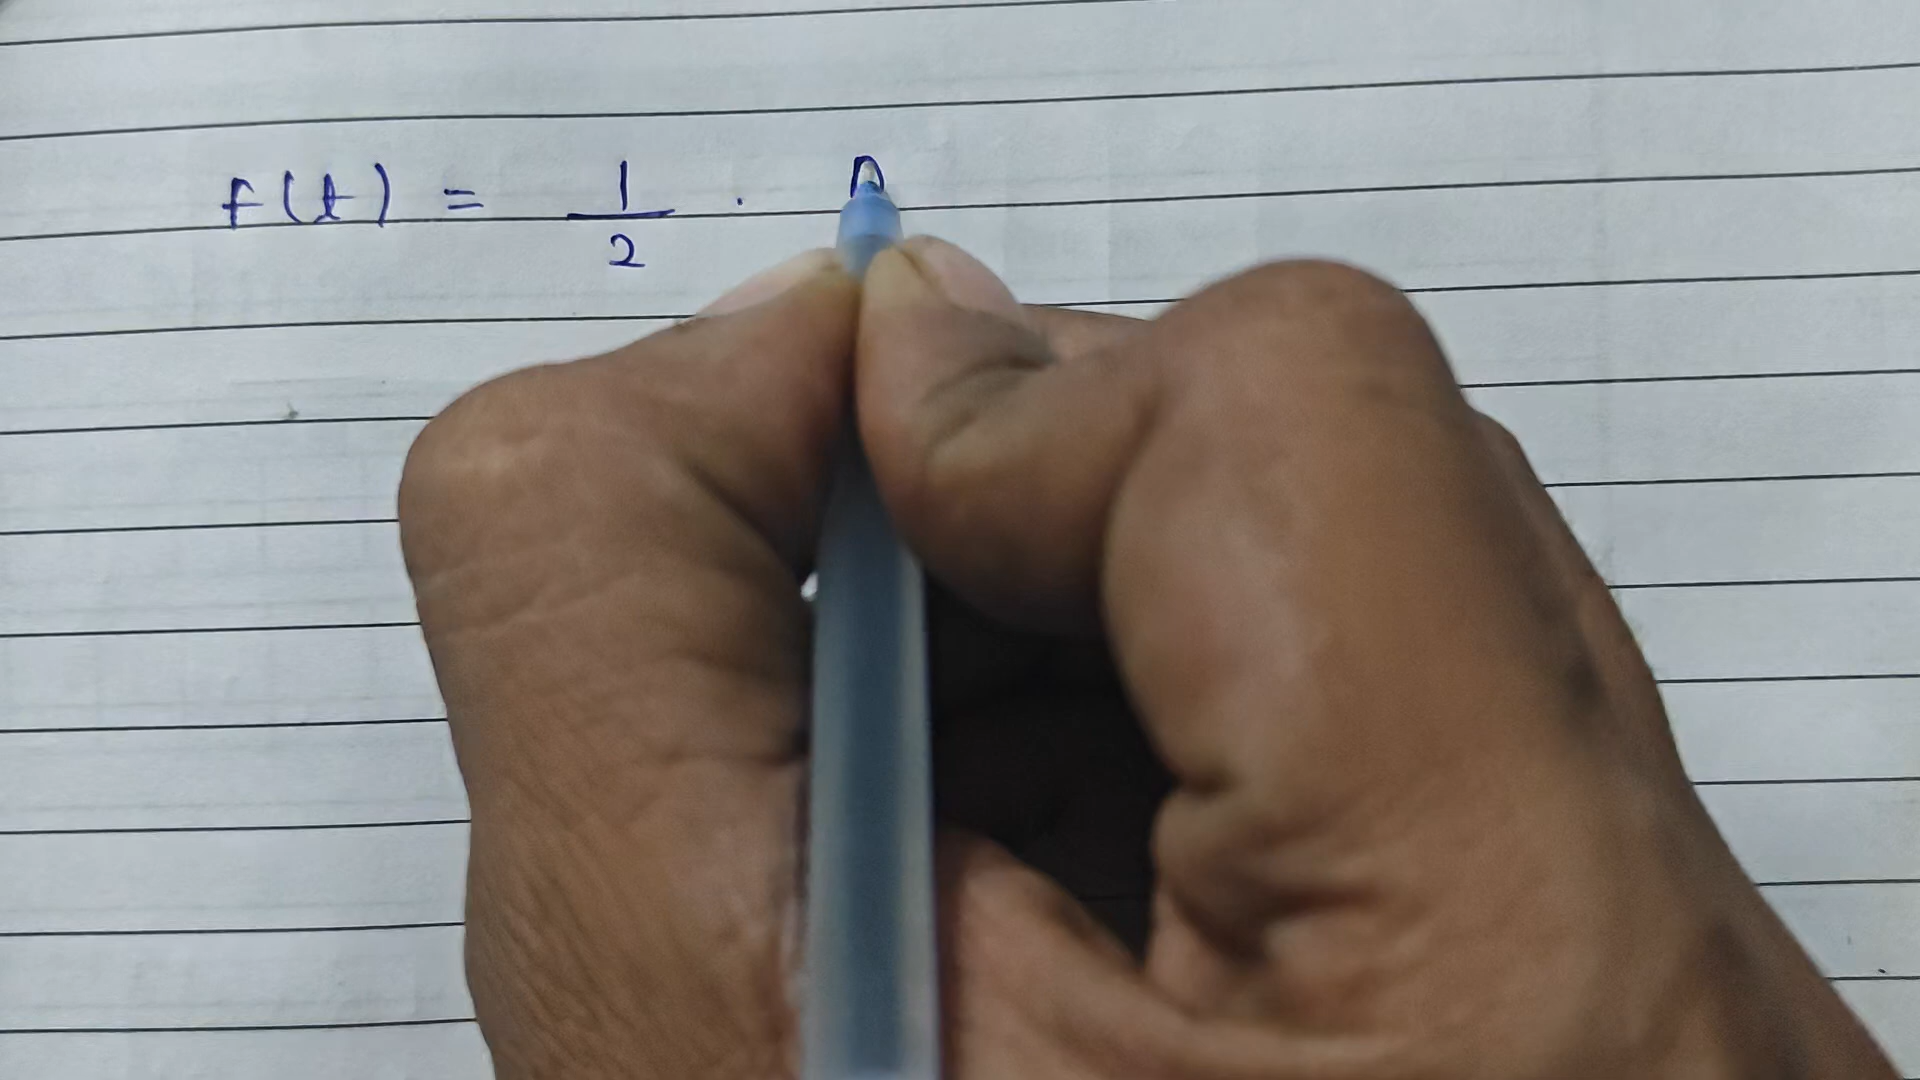 f(t) = 1/2 .